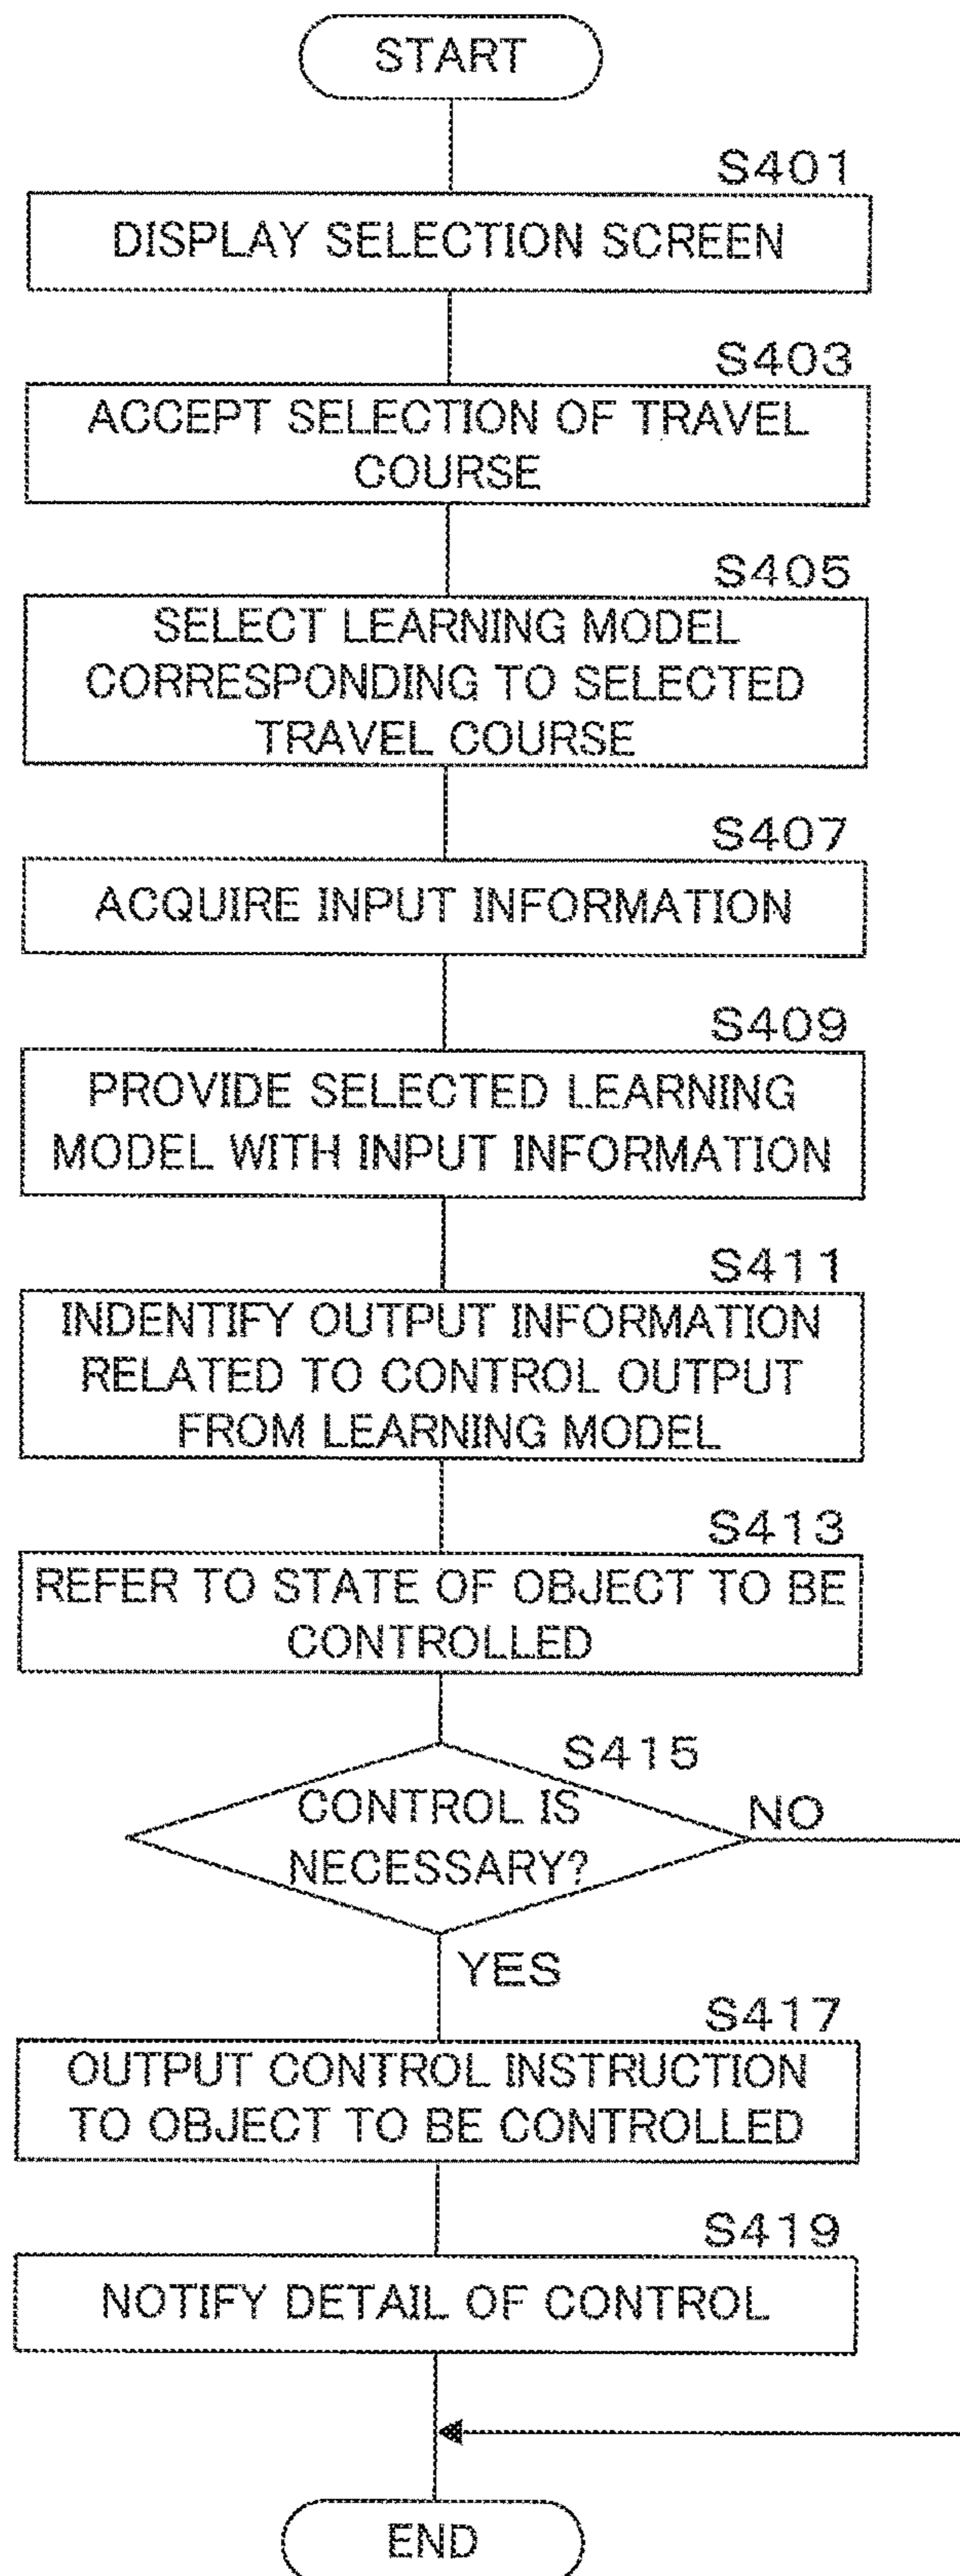 START
S401
DISPLAY SELECTION SCREEN
S403
ACCEPT SELECTION OF TRAVEL
COURSE
S405
SELECT LEARNING MODEL
CORRESPONDING TO SELECTED
TRAVEL COURSE
S407
ACQUIRE INPUT INFORMATION
S409
PROVIDE SELECTED LEARNING
MODEL WITH INPUT INFORMATION
S411
INDENTIFY OUTPUT INFORMATION
RELATED TO CONTROL OUTPUT
FROM LEARNING MODEL
S413
REFER TO STATE OF OBJECT TO BE
CONTROLLED
S415
CONTROL IS
NECESSARY?
NO
YES
S417
OUTPUT CONTROL INSTRUCTION
TO OBJECT TO BE CONTROLLED
S419
NOTIFY DETAIL OF CONTROL
END